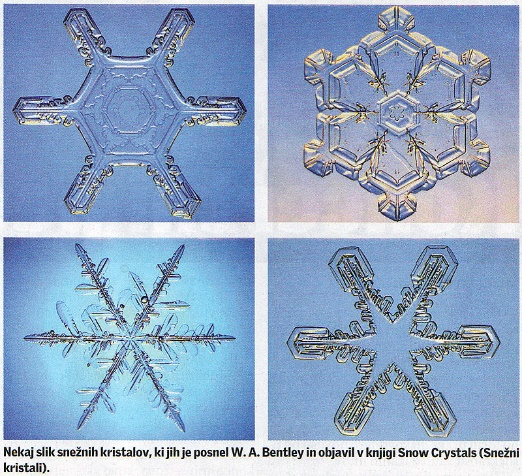 Nekaj slik snežnih kristalov, ki jih je posnel W. A. Bentley in objavil v knjigi Snow Crystals (Snežni
kristali).